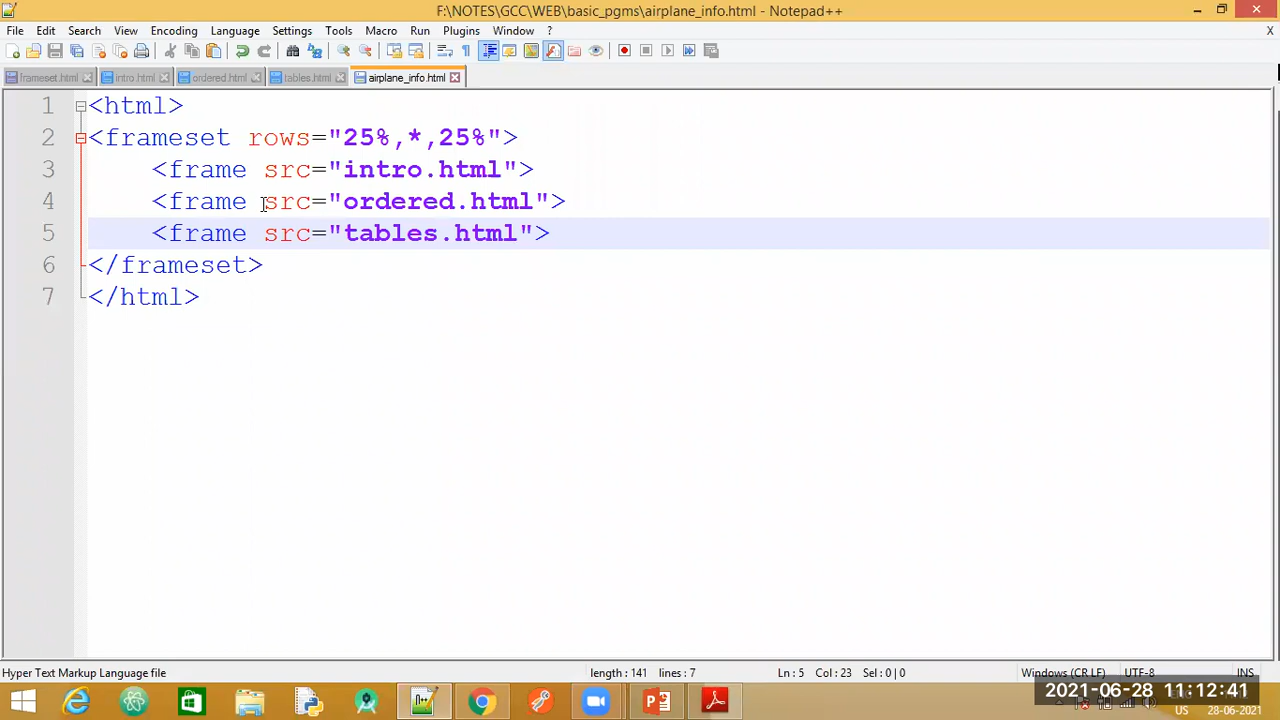 F:\NOTES\GCC\WEB\basic_pgms\airplane_info.html - Notepad++
File Edit Search View Encoding Language Settings Tools Macro Run Plugins Window ? X
frameset.html intro.html ordered.html tables.html airplane_info.html
1 <html>
2 <frameset rows="25%,*,25%">
3 <frame src="intro.html">
4 <frame src="ordered.html">
5 <frame src="tables.html">
6 </frameset>
7 </html>
Hyper Text Markup Language file length : 141 lines : 7 Ln : 5 Col : 23 Sel : 0 | 0 Windows (CR LF) UTF-8 INS
2021-06-28 11:12:41
US 28-06-2021